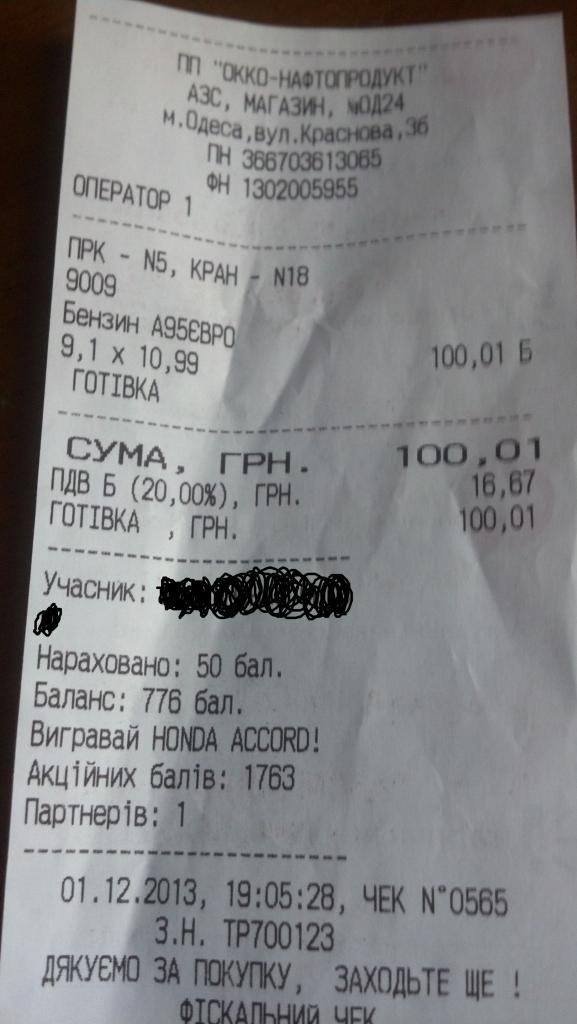 ПП "ОККО-НАФТОПРОДУКТ"
АЗС, МАГАЗИН, №ОД24
м.Одеса,вул.Краснова,3б
ПН 366703613065
ФН 1302005955
ОПЕРАТОР 1
ПРК - N5, КРАН - N18
9009
Бензин А95ЄВРО
9,1 x 10,99 100,01 Б
ГОТІВКА
СУМА, ГРН. 100,01
ПДВ Б (20,00%), ГРН. 16,67
ГОТІВКА , ГРН. 100,01
Учасник:
Нараховано: 50 бал.
Баланс: 776 бал.
Вигравай HONDA ACCORD!
Акційних балів: 1763
Партнерів: 1
01.12.2013, 19:05:28, ЧЕК N°0565
З.Н. ТР700123
ДЯКУЄМО ЗА ПОКУПКУ, ЗАХОДЬТЕ ЩЕ !
ФІСКАЛЬНИЙ ЧЕК